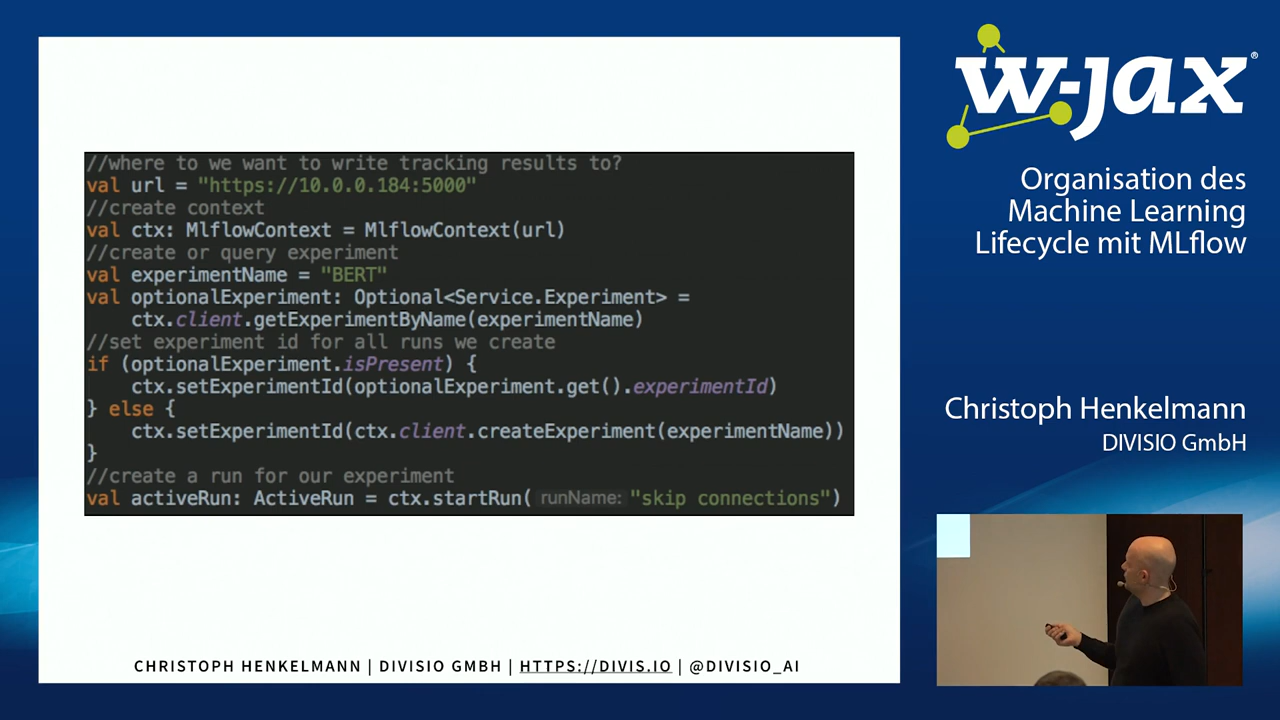 //where to we want to write tracking results to?
val url = "https://10.0.0.184:5000"
//create context
val ctx: MlflowContext = MlflowContext(url)
//create or query experiment
val experimentName = "BERT"
val optionalExperiment: Optional<Service.Experiment> =
    ctx.client.getExperimentByName(experimentName)
//set experiment id for all runs we create
if (optionalExperiment.isPresent) {
    ctx.setExperimentId(optionalExperiment.get().experimentId)
} else {
    ctx.setExperimentId(ctx.client.createExperiment(experimentName))
}
//create a run for our experiment
val activeRun: ActiveRun = ctx.startRun( runName: "skip connections")
CHRISTOPH HENKELMANN | DIVISIO GMBH | HTTPS://DIVIS.IO | @DIVISIO_AI
w-jax®
Organisation des
Machine Learning
Lifecycle mit MLflow
Christoph Henkelmann
DIVISIO GmbH